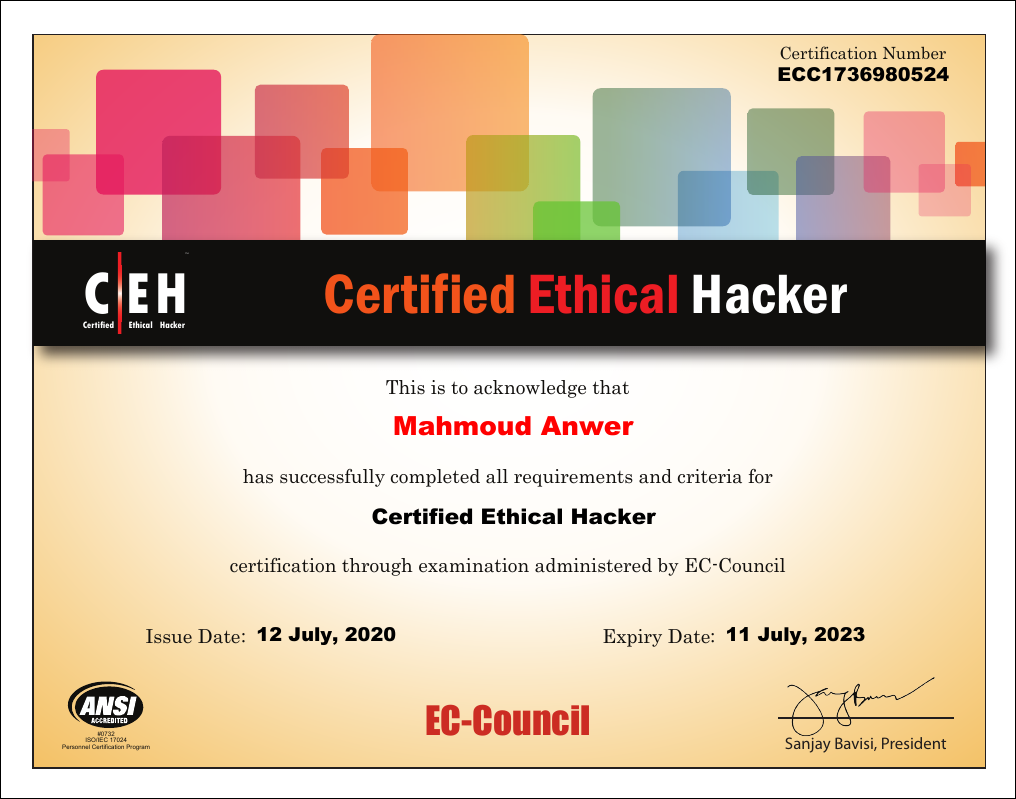 Certification Number
ECC1736980524
C|EH
™
Certified Ethical Hacker
Certified Ethical Hacker
This is to acknowledge that
Mahmoud Anwer
has successfully completed all requirements and criteria for
Certified Ethical Hacker
certification through examination administered by EC-Council
Issue Date: 12 July, 2020
Expiry Date: 11 July, 2023
ANSI
ACCREDITED
#0732
ISO/IEC 17024
Personnel Certification Program
EC-Council
Sanjay Bavisi, President